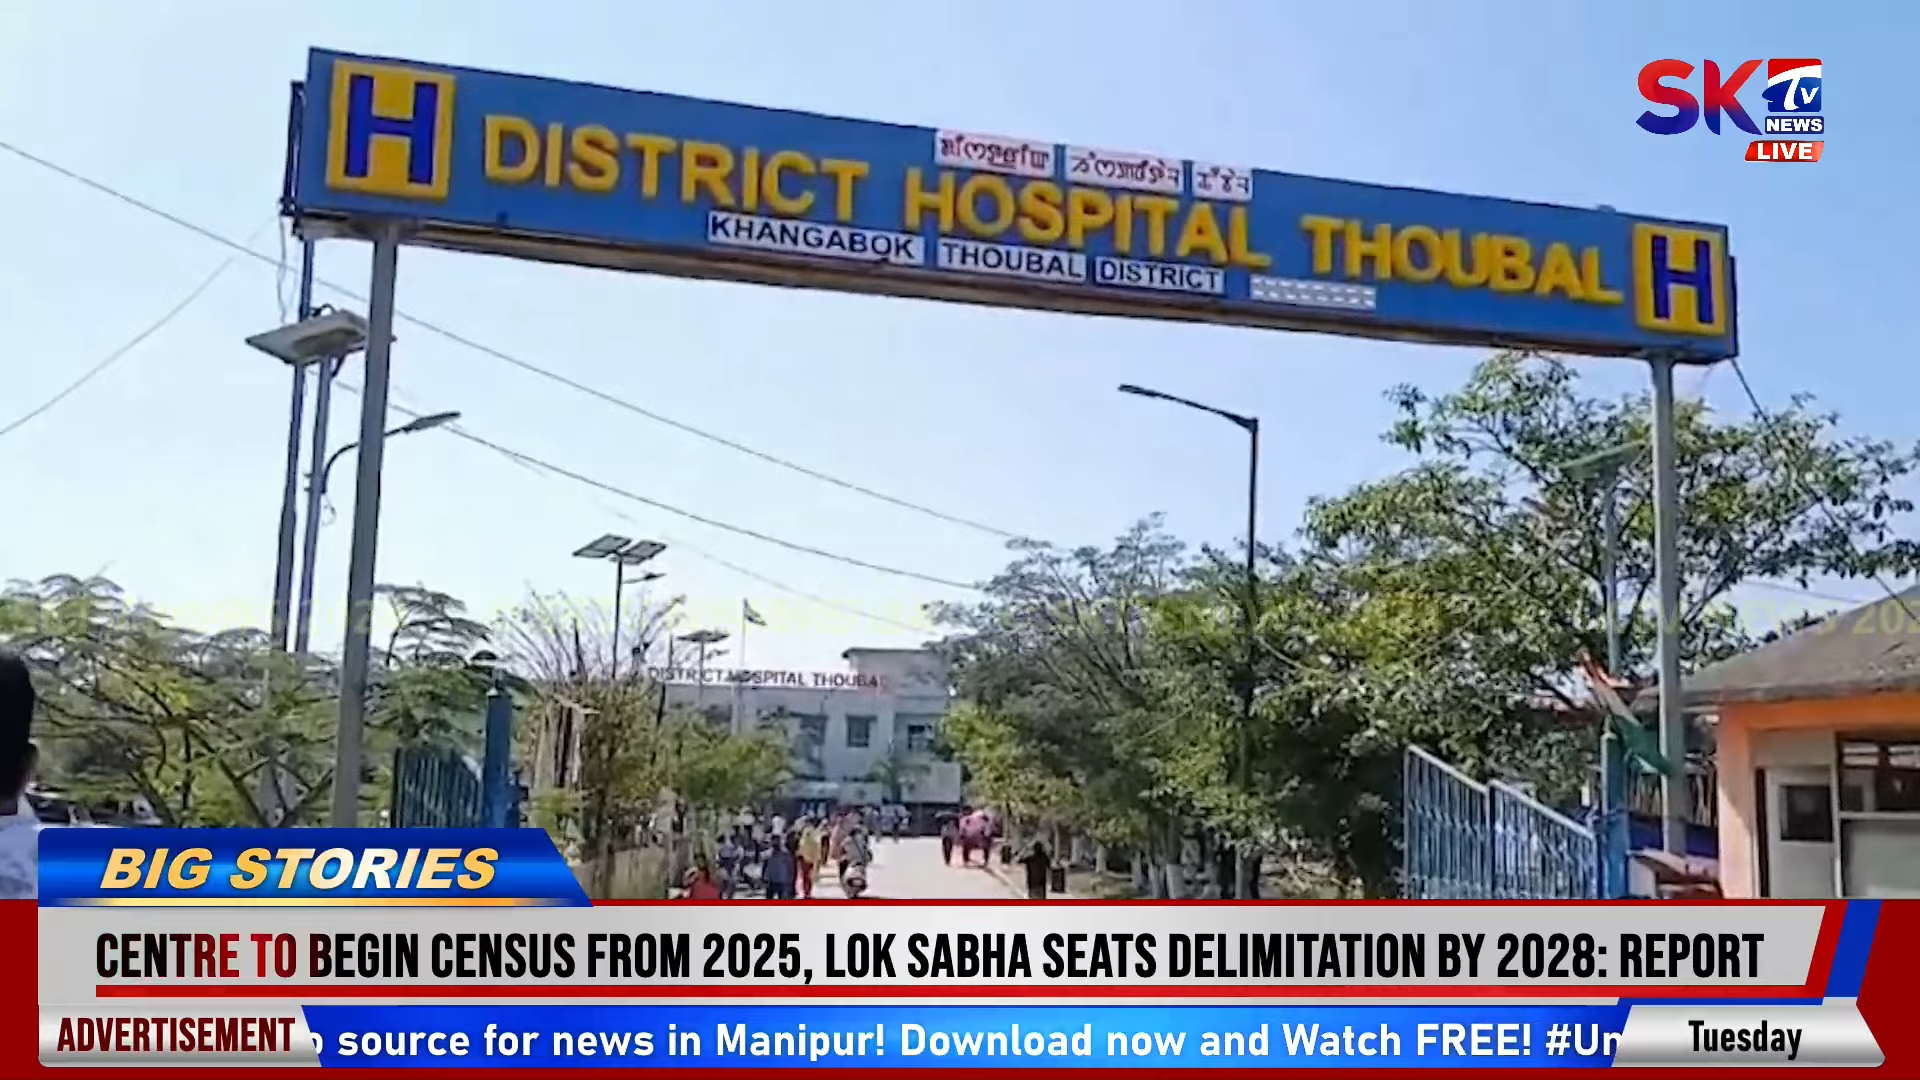 SK TV
NEWS
LIVE
H DISTRICT HOSPITAL THOUBAL H
KHANGABOK THOUBAL DISTRICT
DISTRICT HOSPITAL THOUBAL
BIG STORIES
CENTRE TO BEGIN CENSUS FROM 2025, LOK SABHA SEATS DELIMITATION BY 2028: REPORT
ADVERTISEMENT
source for news in Manipur! Download now and Watch FREE!
Tuesday